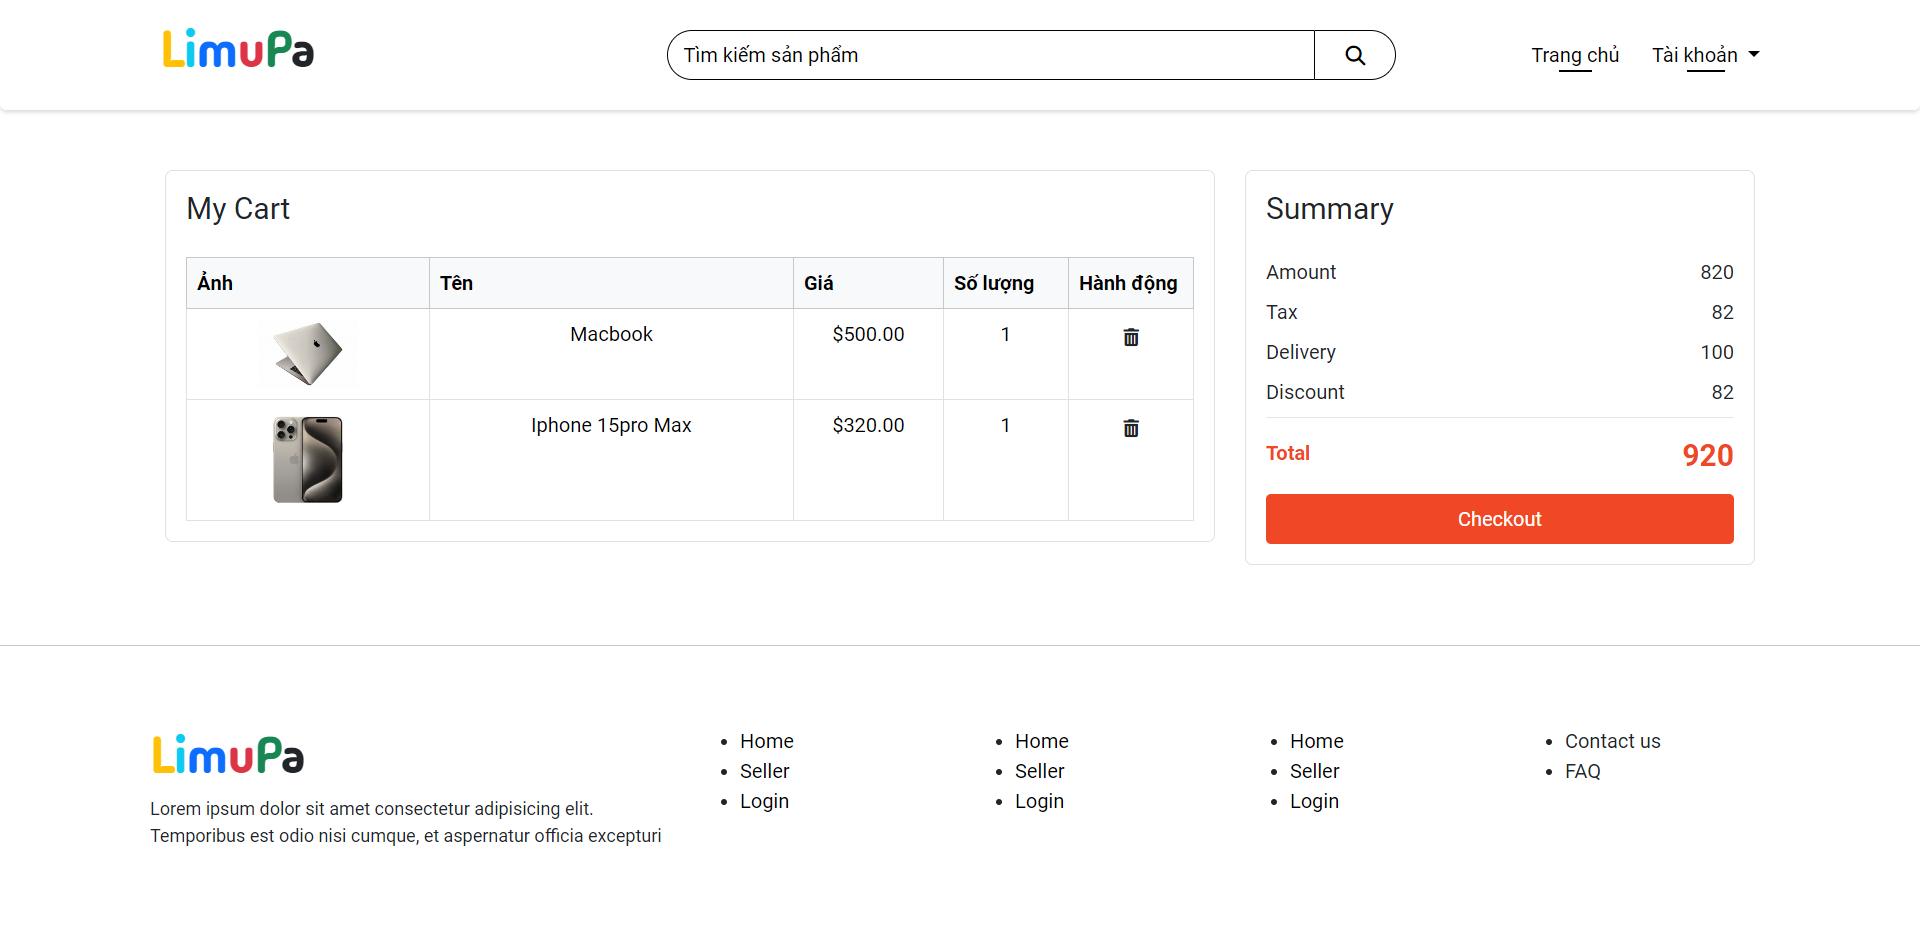 LimuPa
Tìm kiếm sản phẩm
Trang chủ
Tài khoản
My Cart
Ảnh Tên Giá Số lượng Hành động
Macbook $500.00 1
Iphone 15pro Max $320.00 1
Summary
Amount 820
Tax 82
Delivery 100
Discount 82
Total 920
Checkout
LimuPa
Lorem ipsum dolor sit amet consectetur adipisicing elit.
Temporibus est odio nisi cumque, et aspernatur officia excepturi
Home
Seller
Login
Home
Seller
Login
Home
Seller
Login
Contact us
FAQ